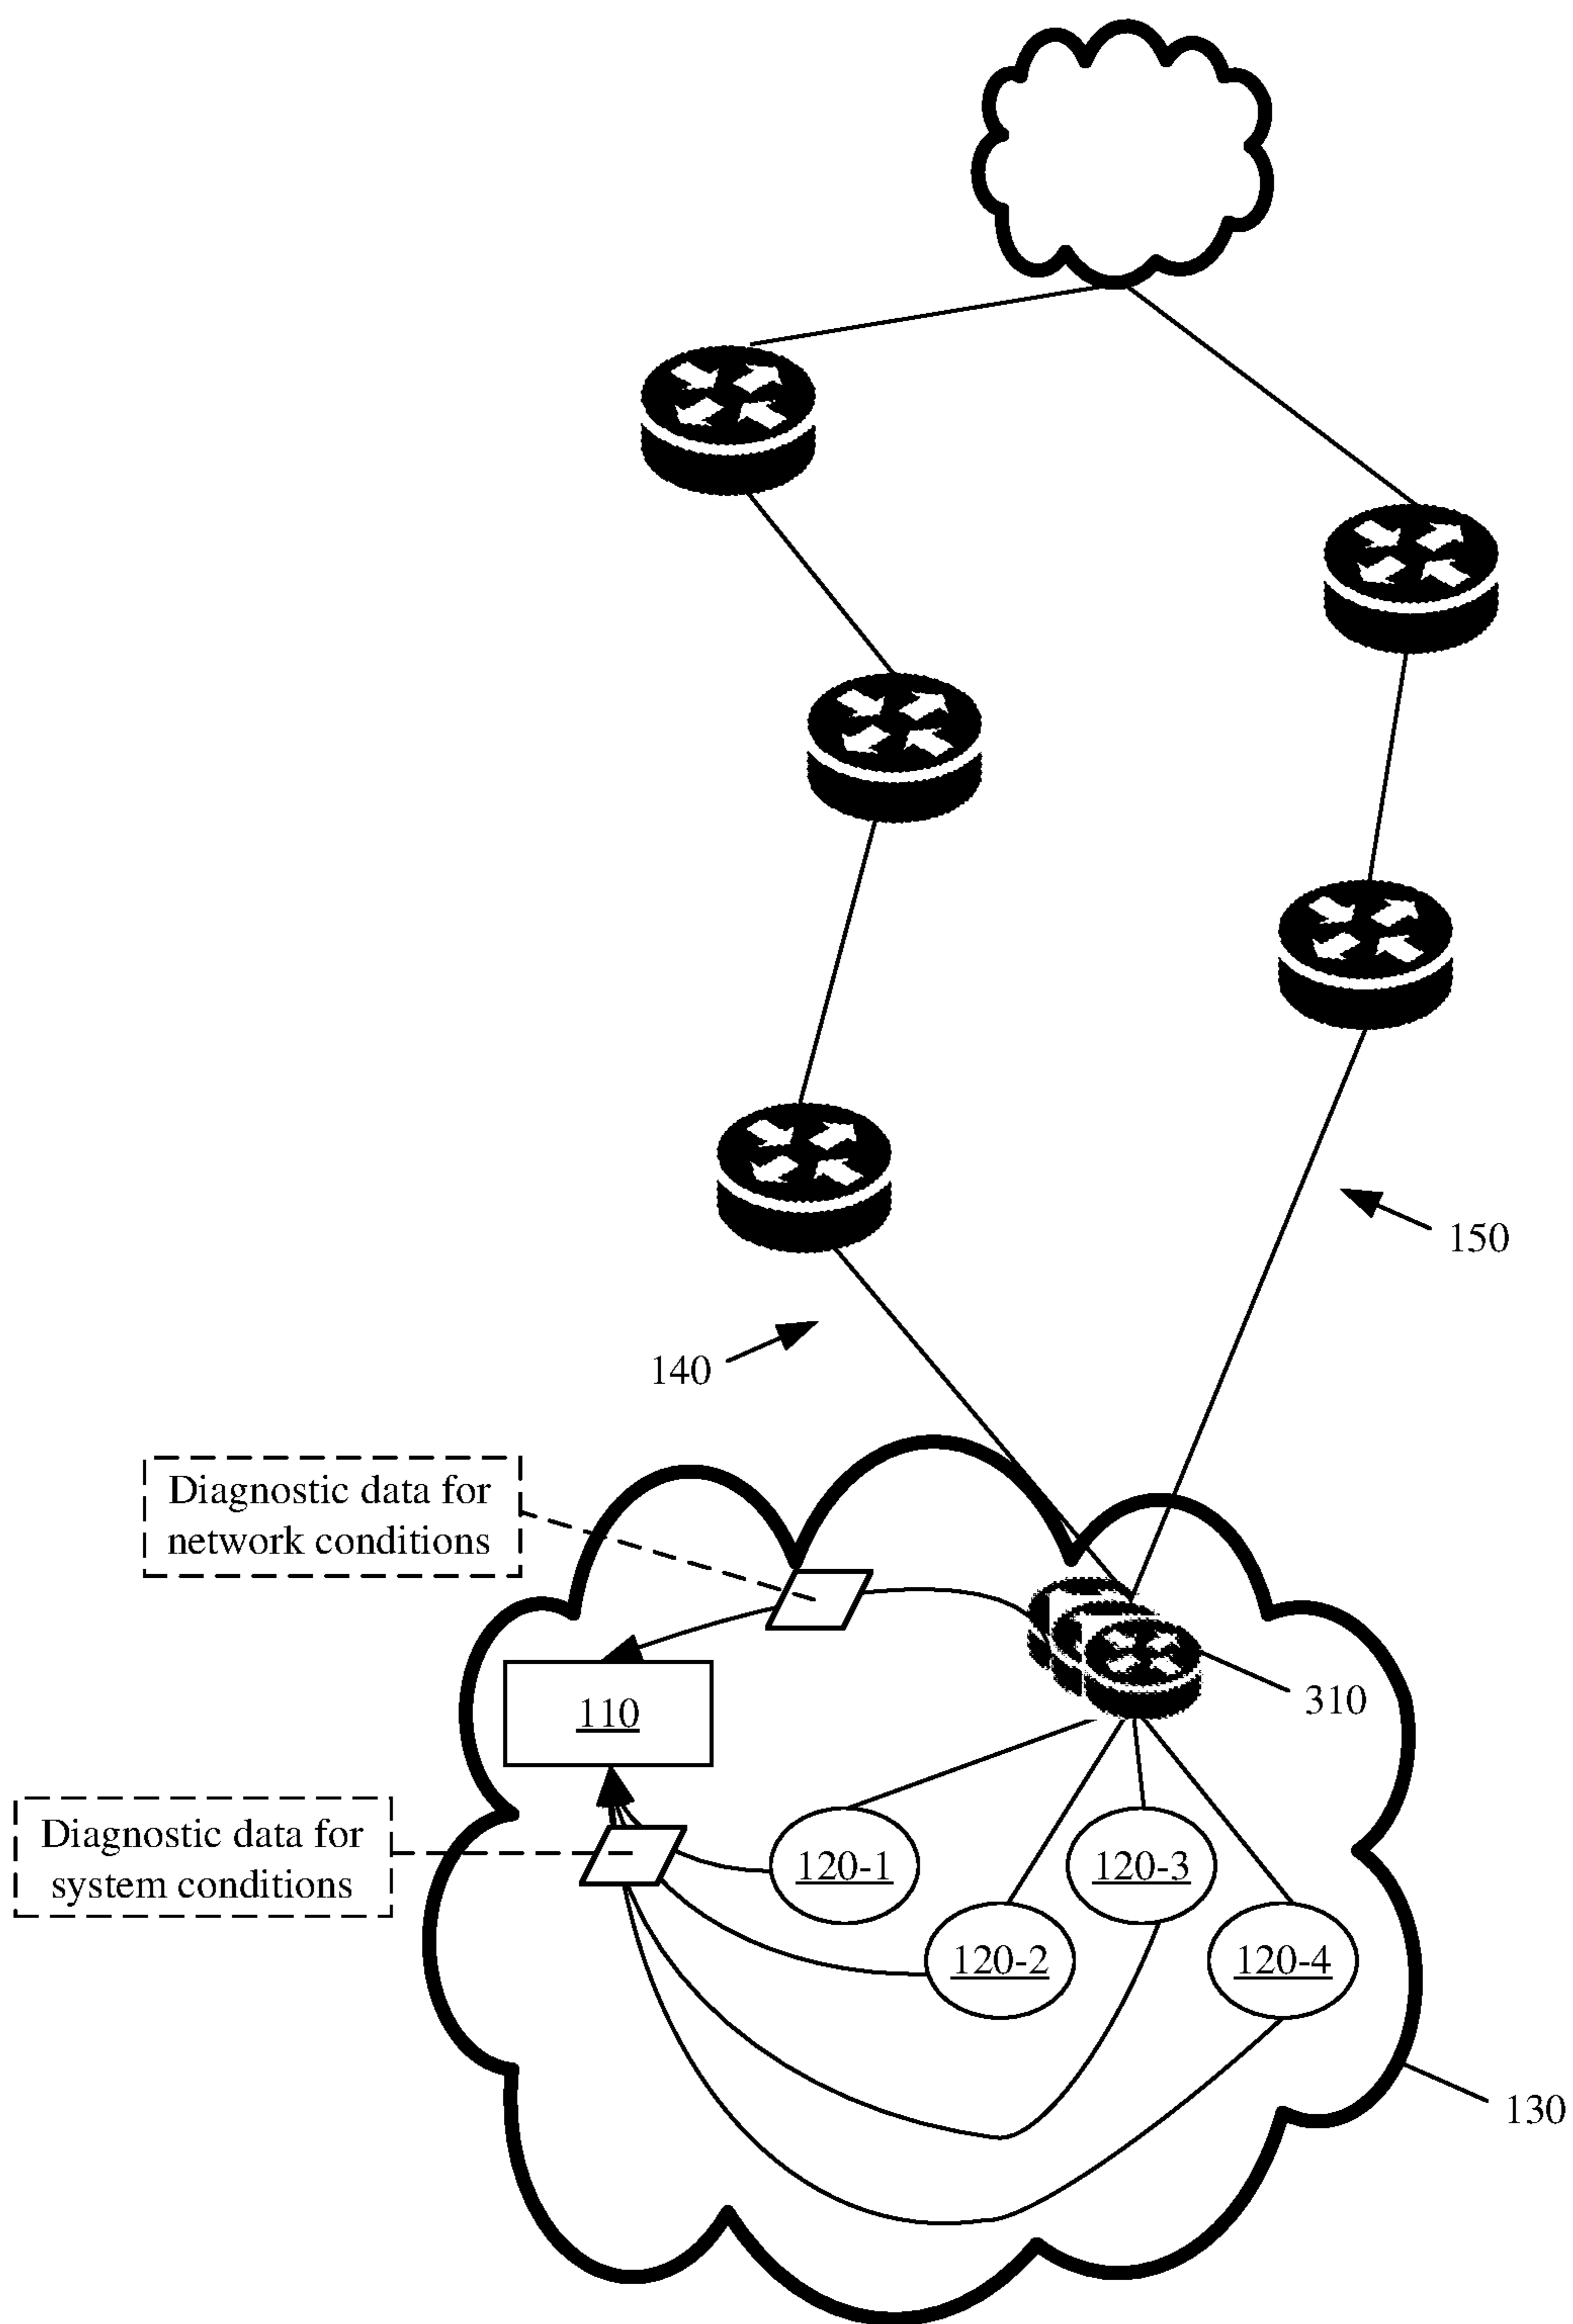 150
140
Diagnostic data for
network conditions
310
110
Diagnostic data for
system conditions
120-1
120-3
120-2
120-4
130